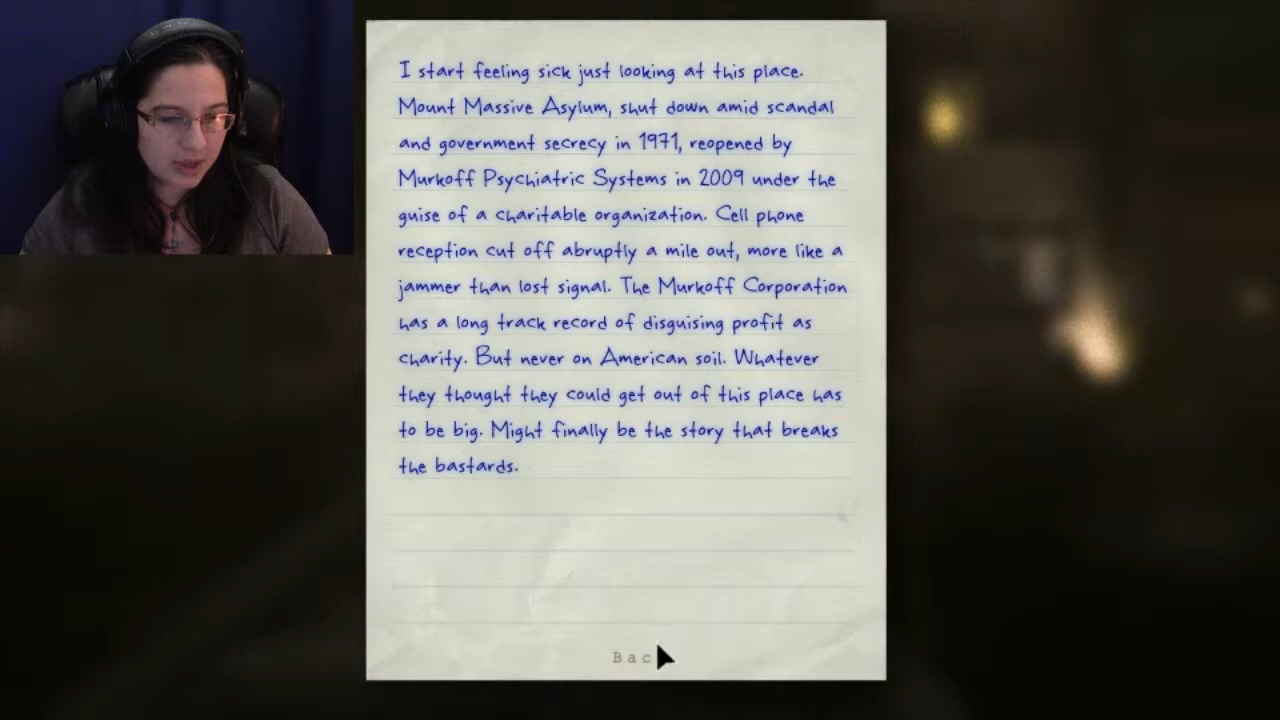 I start feeling sick just looking at this place.
Mount Massive Asylum, shut down amid scandal
and government secrecy in 1971, reopened by
Murkoff Psychiatric Systems in 2009 under the
guise of a charitable organization. Cell phone
reception cut off abruptly a mile out, more like a
jammer than lost signal. The Murkoff Corporation
has a long track record of disguising profit as
charity. But never on American soil. Whatever
they thought they could get out of this place has
to be big. Might finally be the story that breaks
the bastards.
Bac